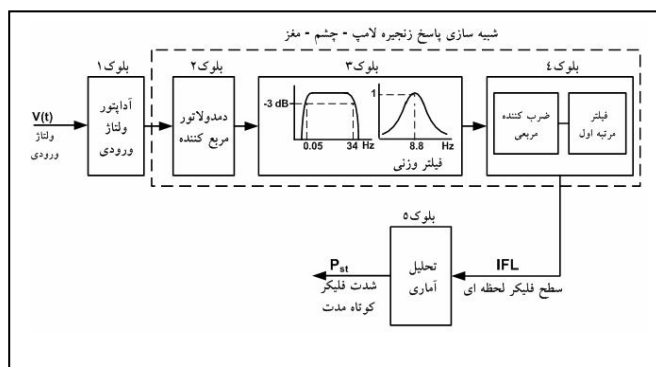 شبیه سازی پاسخ زنجیره لامپ - چشم - مغز
بلوک۱
V(t)
ولتاژ
ورودی
آداپتور
ولتاژ
ورودی
بلوک۲
دمدولاتور
مربع کننده
بلوک۳
-3 dB
0.05
34
Hz
1
8.8
Hz
فیلتر وزنی
بلوک٤
ضرب کننده
مربعی
فیلتر
مرتبه اول
بلوک٥
تحلیل
آماری
IFL
سطح فلیکر لحظه ای
Pst
شدت فلیکر
کوتاه مدت